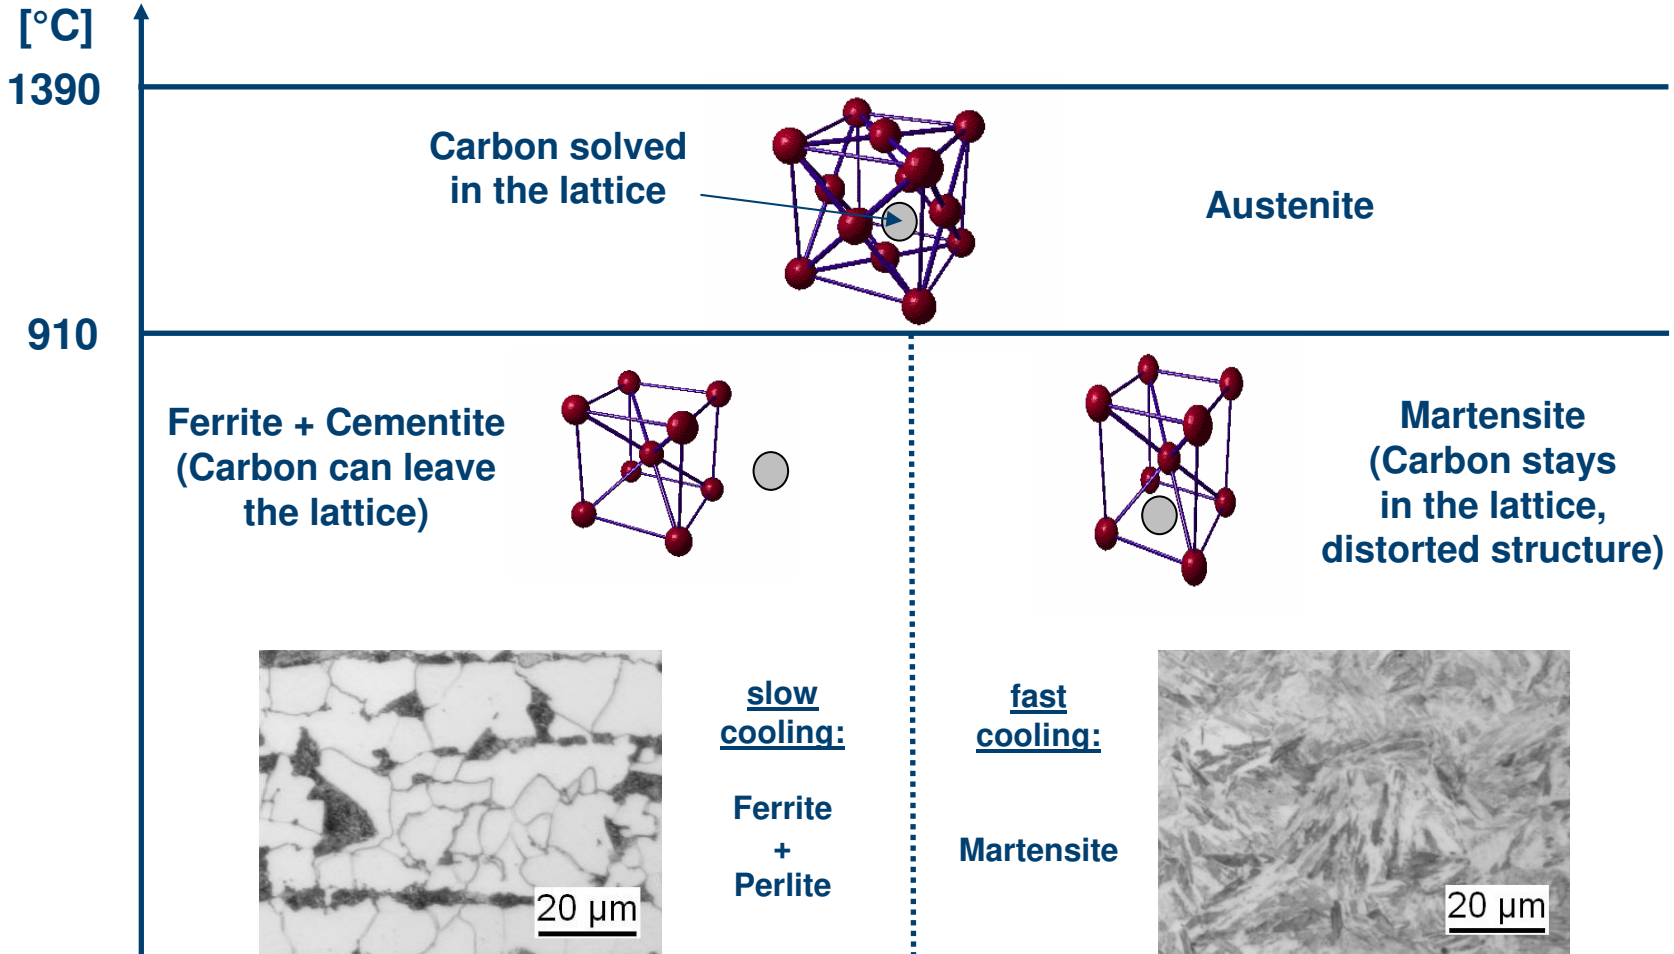 [°C]
1390
Carbon solved
in the lattice
Austenite
910
Ferrite + Cementite
(Carbon can leave
the lattice)
Martensite
(Carbon stays
in the lattice,
distorted structure)
slow
cooling:
Ferrite
+
Perlite
fast
cooling:
Martensite
20 µm
20 µm